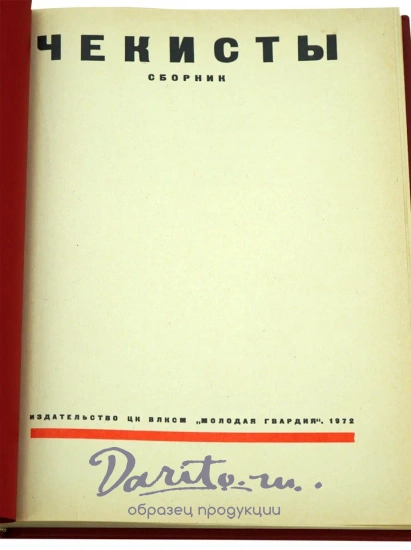 ЧЕКИСТЫ
СБОРНИК
ИЗДАТЕЛЬСТВО ЦК ВЛКСМ „МОЛОДАЯ ГВАРДИЯ“, 1972
Darito.ru.
образец продукции